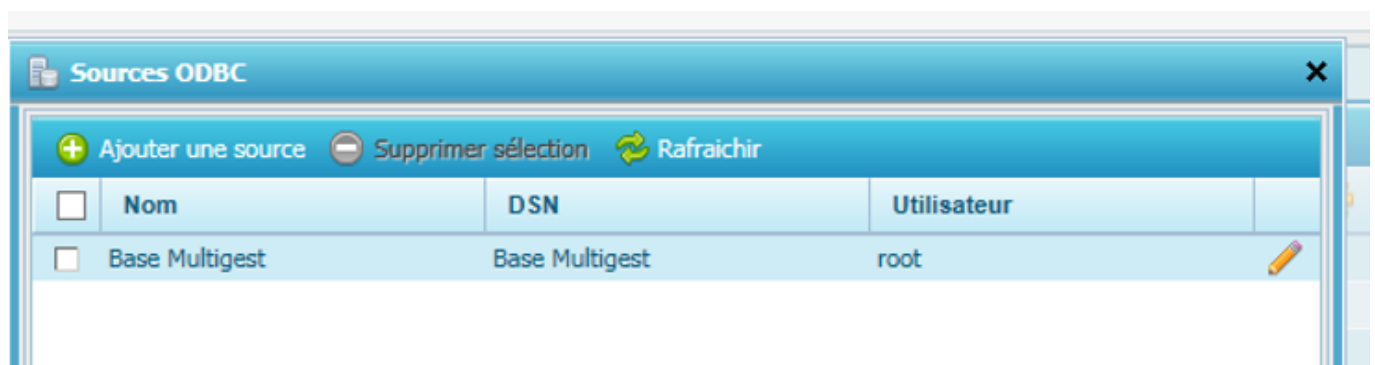 Sources ODBC
Ajouter une source Supprimer sélection Rafraichir
Nom DSN Utilisateur
Base Multigest Base Multigest root